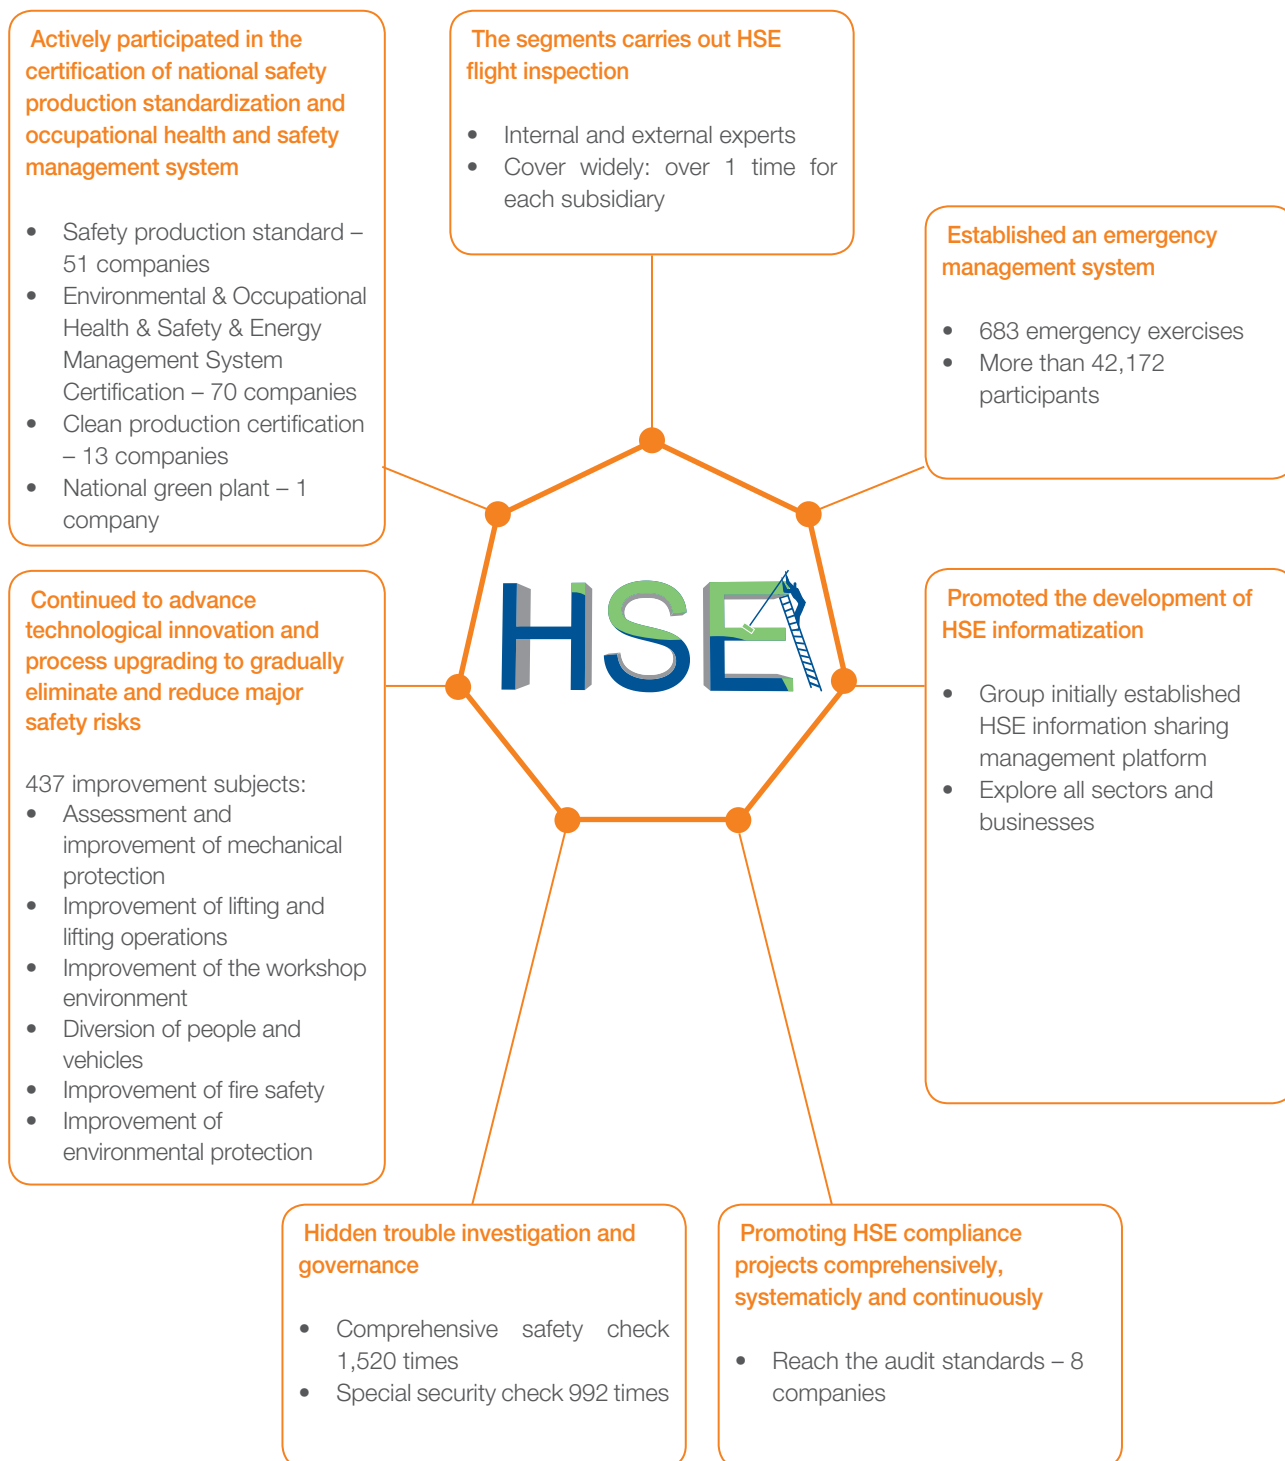 Actively participated in the
certification of national safety
production standardization and
occupational health and safety
management system
• Safety production standard –
51 companies
• Environmental & Occupational
Health & Safety & Energy
Management System
Certification – 70 companies
• Clean production certification
– 13 companies
• National green plant – 1
company
The segments carries out HSE
flight inspection
• Internal and external experts
• Cover widely: over 1 time for
each subsidiary
Established an emergency
management system
• 683 emergency exercises
• More than 42,172
participants
HSE
Continued to advance
technological innovation and
process upgrading to gradually
eliminate and reduce major
safety risks
437 improvement subjects:
• Assessment and
improvement of mechanical
protection
• Improvement of lifting and
lifting operations
• Improvement of the workshop
environment
• Diversion of people and
vehicles
• Improvement of fire safety
• Improvement of
environmental protection
Promoted the development of
HSE informatization
• Group initially established
HSE information sharing
management platform
• Explore all sectors and
businesses
Hidden trouble investigation and
governance
• Comprehensive safety check
1,520 times
• Special security check 992 times
Promoting HSE compliance
projects comprehensively,
systematicly and continuously
• Reach the audit standards – 8
companies